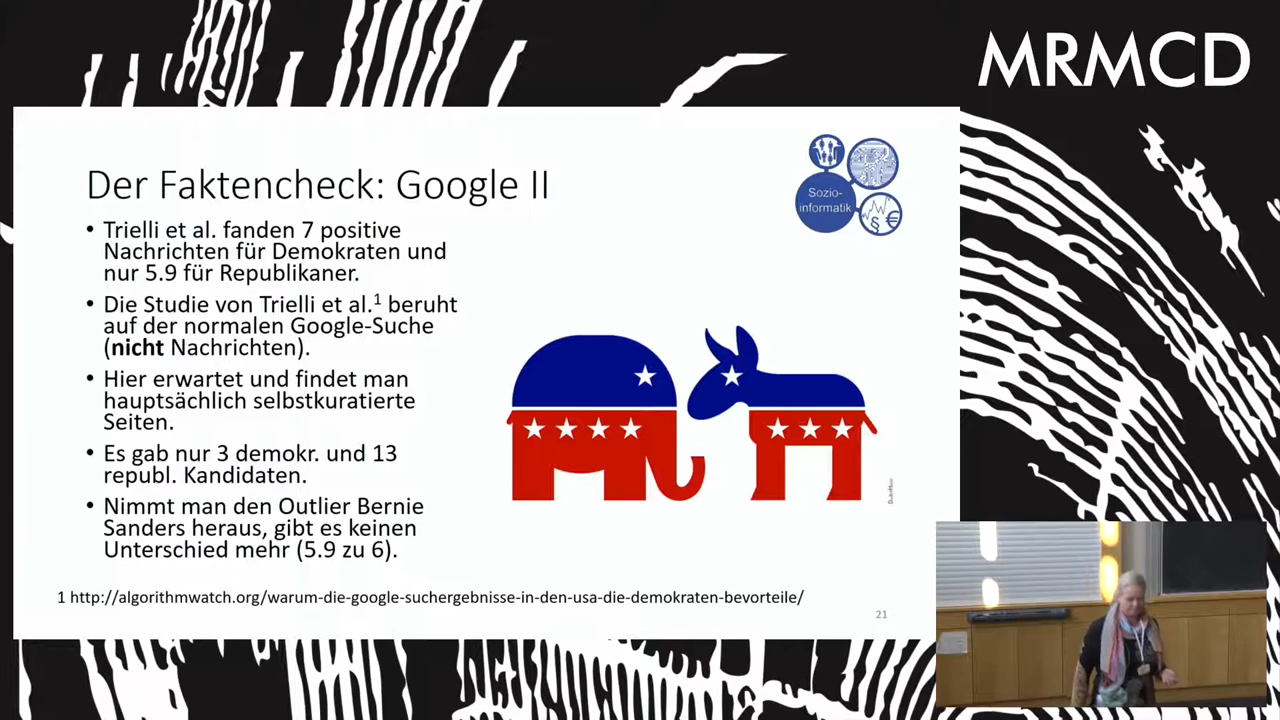 MRMCD
Sozio-
informatik
§ €
Der Faktencheck: Google II
• Trielli et al. fanden 7 positive
Nachrichten für Demokraten und
nur 5.9 für Republikaner.
• Die Studie von Trielli et al.1 beruht
auf der normalen Google-Suche
(nicht Nachrichten).
• Hier erwartet und findet man
hauptsächlich selbstkuratierte
Seiten.
• Es gab nur 3 demokr. und 13
republ. Kandidaten.
• Nimmt man den Outlier Bernie
Sanders heraus, gibt es keinen
Unterschied mehr (5.9 zu 6).
1 http://algorithmwatch.org/warum-die-google-suchergebnisse-in-den-usa-die-demokraten-bevorteile/
21